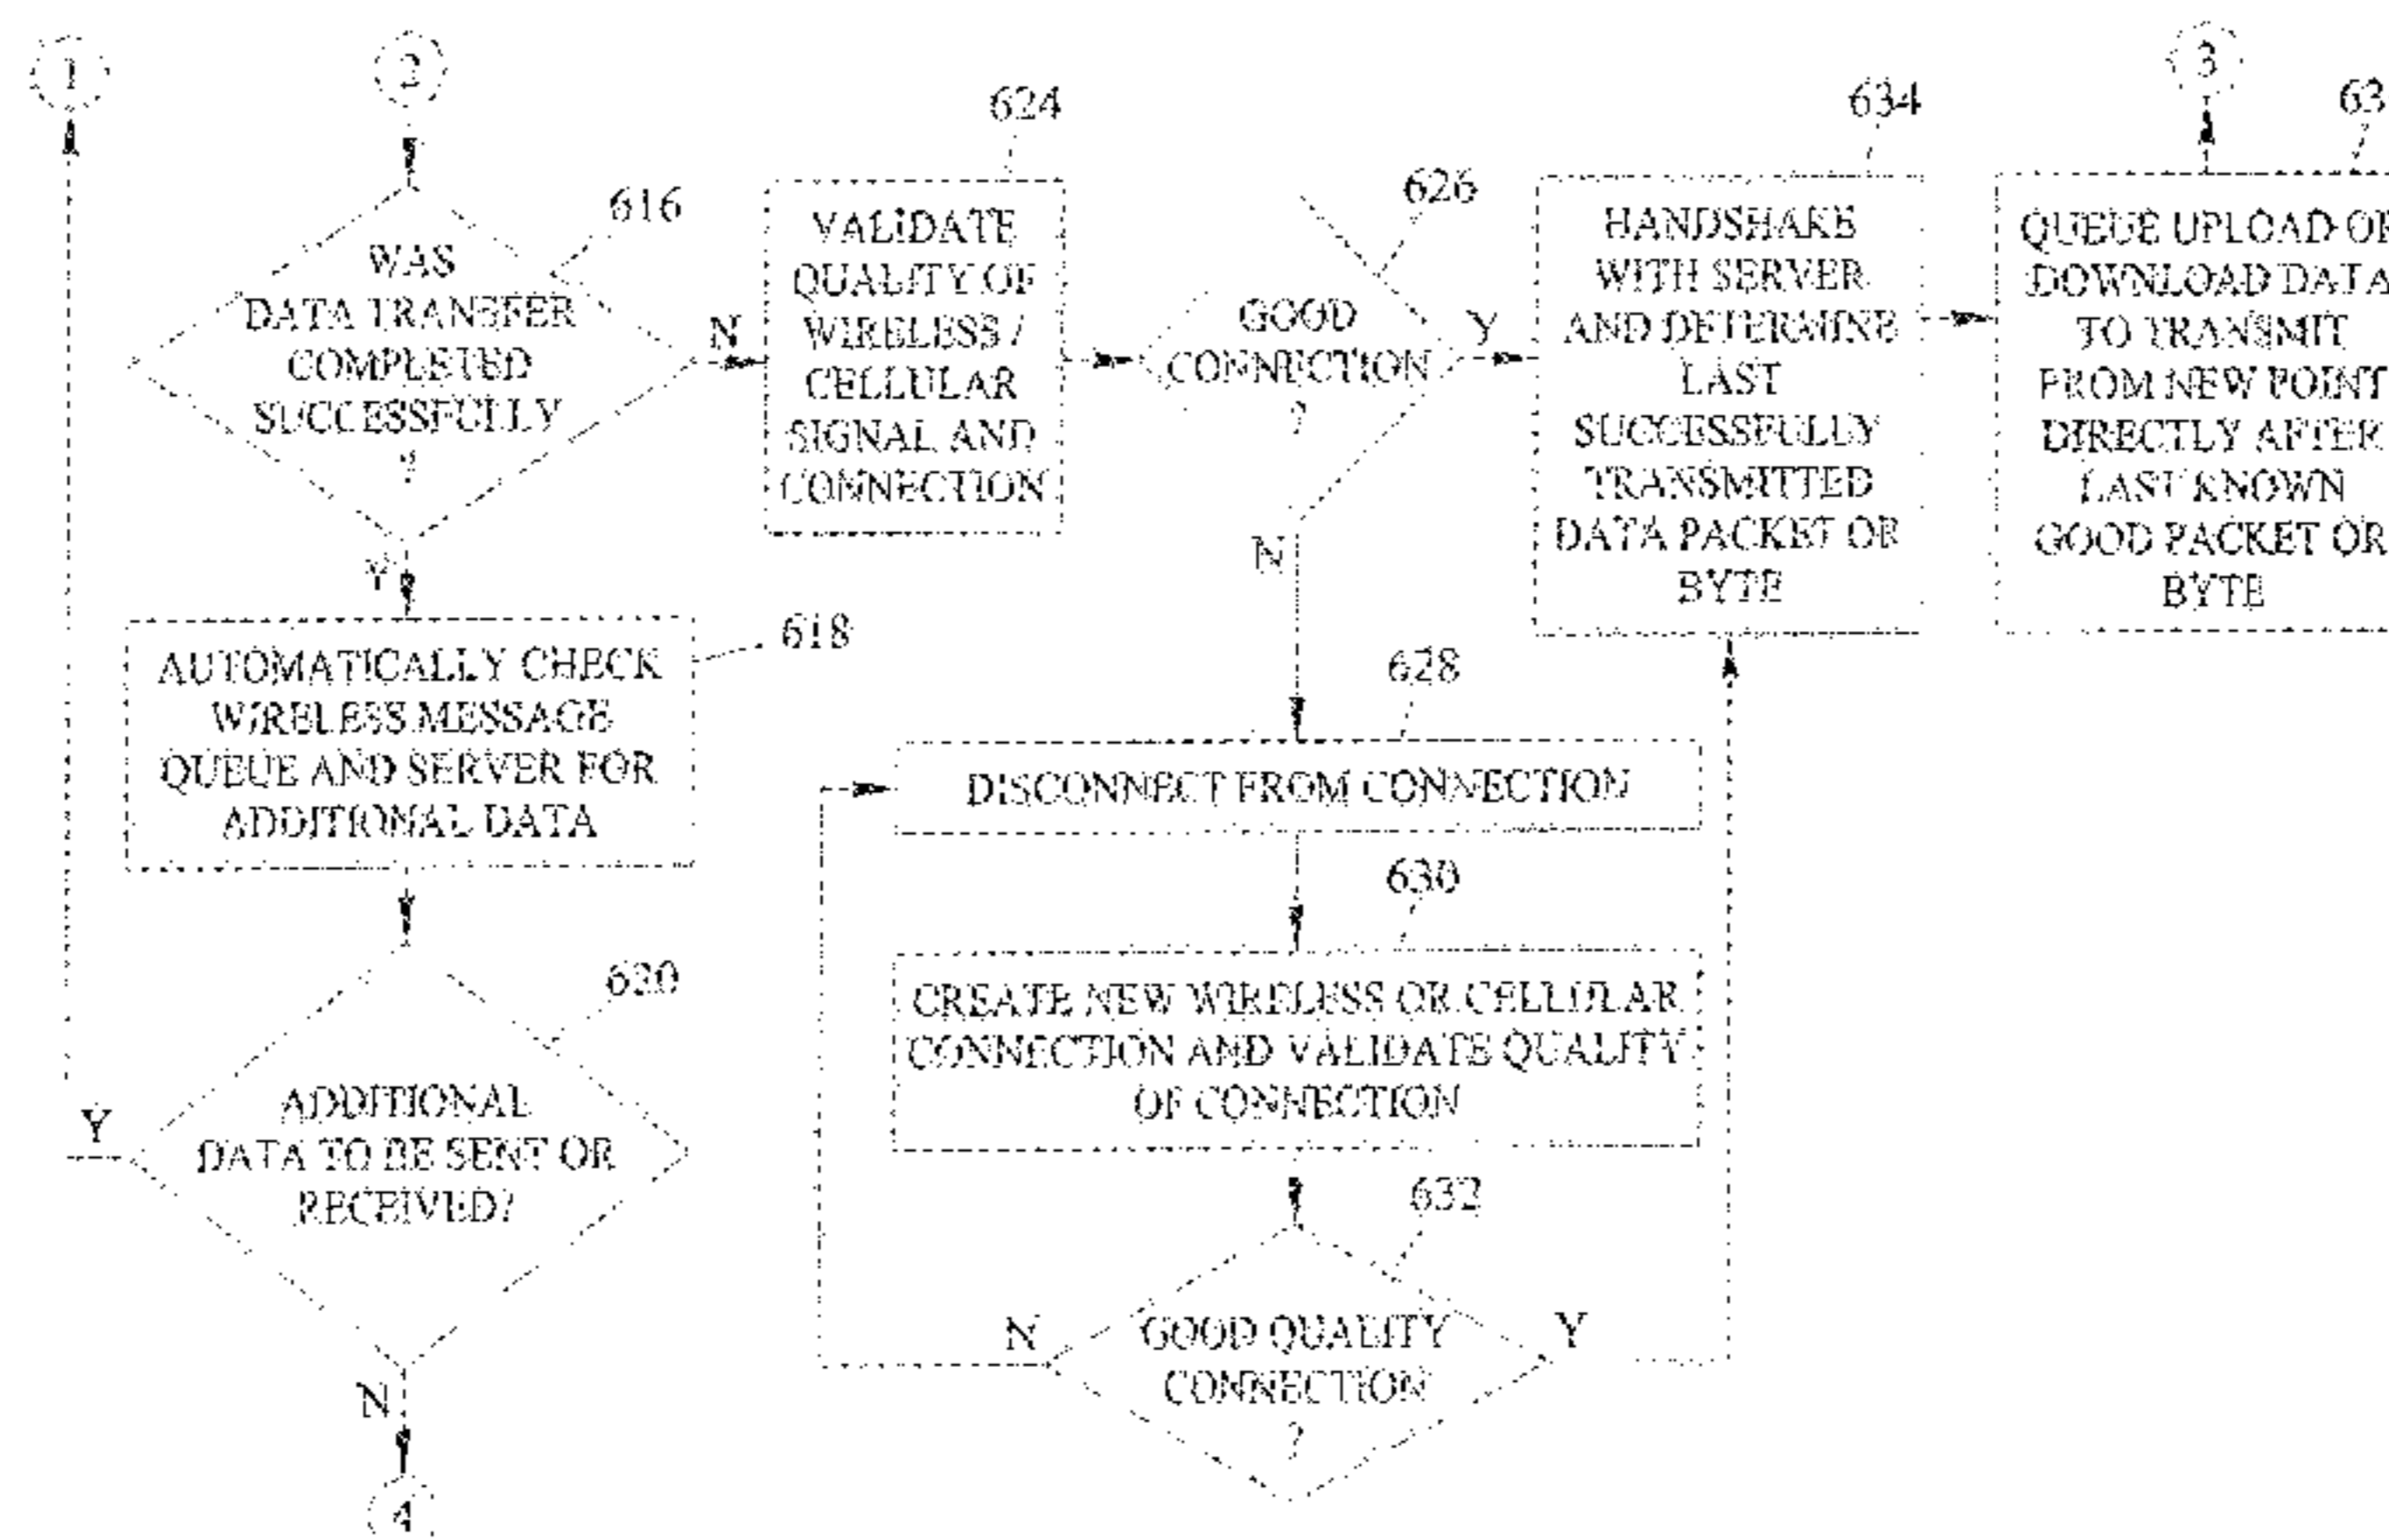 1
2
616
WAS
DATA TRANSFER
COMPLETED
SUCCESSFULLY
?
N
Y
618
AUTOMATICALLY CHECK
WIRELESS MESSAGE
QUEUE AND SERVER FOR
ADDITIONAL DATA
620
ADDITIONAL
DATA TO BE SENT OR
RECEIVED?
Y
N
4
624
VALIDATE
QUALITY OF
WIRELESS /
CELLULAR
SIGNAL AND
CONNECTION
626
GOOD
CONNECTION
?
Y
N
628
DISCONNECT FROM CONNECTION
630
CREATE NEW WIRELESS OR CELLULAR
CONNECTION AND VALIDATE QUALITY
OF CONNECTION
632
GOOD QUALITY
CONNECTION
?
N
Y
634
HANDSHAKE
WITH SERVER
AND DETERMINE
LAST
SUCCESSFULLY
TRANSMITTED
DATA PACKET OR
BYTE
3
63
QUEUE UPLOAD OR
DOWNLOAD DATA
TO TRANSMIT
FROM NEW POINT
DIRECTLY AFTER
LAST KNOWN
GOOD PACKET OR
BYTE